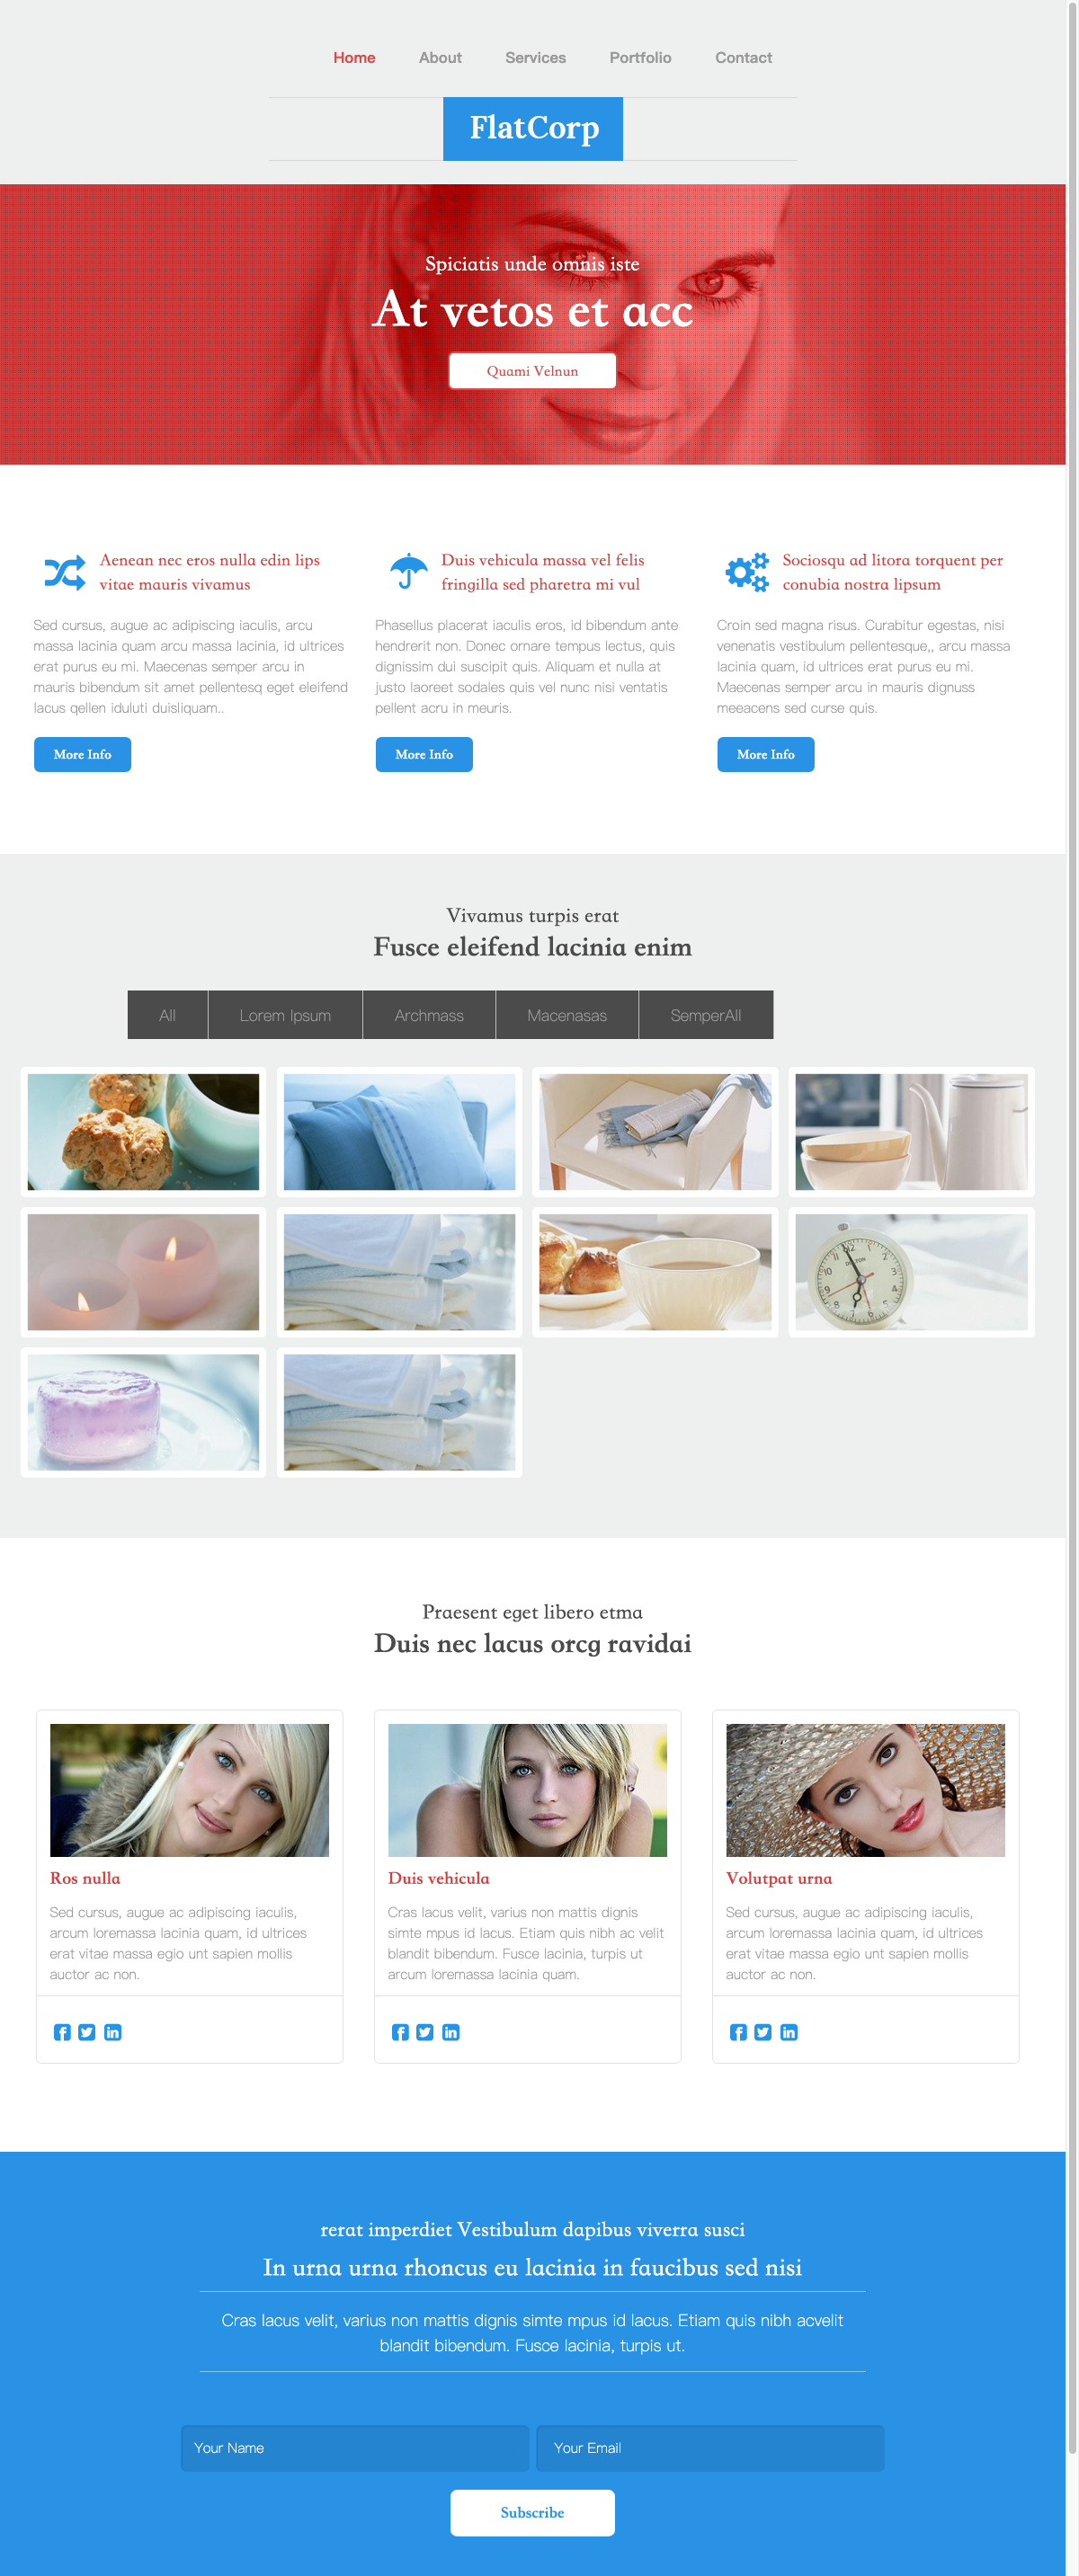 Home About Services Portfolio Contact
FlatCorp
Spiciatis unde omnis iste
At vetos et acc
Quami Velnun
Aenean nec eros nulla edin lips
vitae mauris vivamus
Sed cursus, augue ac adipiscing iaculis, arcu
massa lacinia quam arcu massa lacinia, id ultrices
erat purus eu mi. Maecenas semper arcu in
mauris bibendum sit amet pellentesq eget eleifend
lacus qellen iduluti duisliquam..
More Info
Duis vehicula massa vel felis
fringilla sed pharetra mi vul
Phasellus placerat iaculis eros, id bibendum ante
hendrerit non. Donec ornare tempus lectus, quis
dignissim dui suscipit quis. Aliquam et nulla at
justo laoreet sodales quis vel nunc nisi ventatis
pellent acru in meuris.
More Info
Sociosqu ad litora torquent per
conubia nostra lipsum
Croin sed magna risus. Curabitur egestas, nisi
venenatis vestibulum pellentesque,, arcu massa
lacinia quam, id ultrices erat purus eu mi.
Maecenas semper arcu in mauris dignuss
meeacens sed curse quis.
More Info
Vivamus turpis erat
Fusce eleifend lacinia enim
All Lorem Ipsum Archmass Macenasas SemperAll
Praesent eget libero etma
Duis nec lacus orcg ravidai
Ros nulla
Sed cursus, augue ac adipiscing iaculis,
arcum loremassa lacinia quam, id ultrices
erat vitae massa egio unt sapien mollis
auctor ac non.
Duis vehicula
Cras lacus velit, varius non mattis dignis
simte mpus id lacus. Etiam quis nibh ac velit
blandit bibendum. Fusce lacinia, turpis ut
arcum loremassa lacinia quam.
Volutpat urna
Sed cursus, augue ac adipiscing iaculis,
arcum loremassa lacinia quam, id ultrices
erat vitae massa egio unt sapien mollis
auctor ac non.
rerat imperdiet Vestibulum dapibus viverra susci
In urna urna rhoncus eu lacinia in faucibus sed nisi
Cras lacus velit, varius non mattis dignis simte mpus id lacus. Etiam quis nibh acvelit
blandit bibendum. Fusce lacinia, turpis ut.
Your Name
Your Email
Subscribe